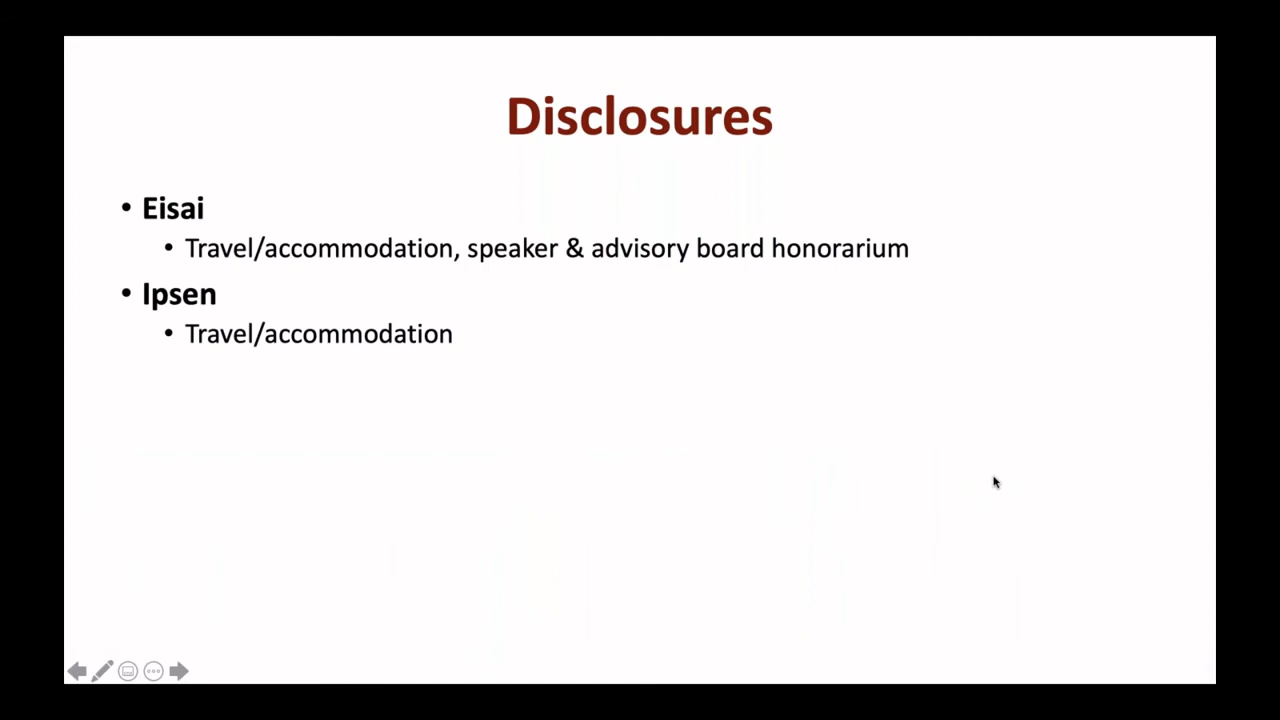 Disclosures
• Eisai
• Travel/accommodation, speaker & advisory board honorarium
• Ipsen
• Travel/accommodation